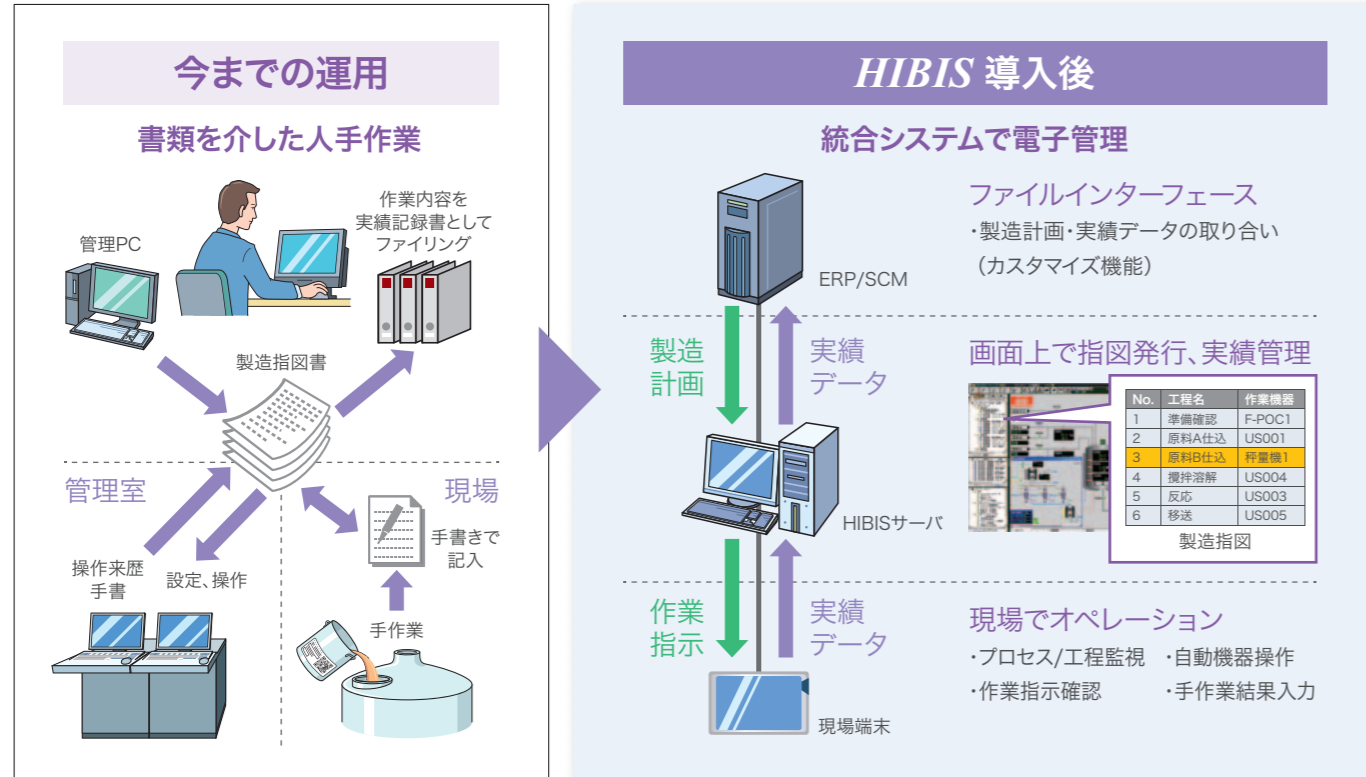 今までの運用
書類を介した人手作業
管理PC
作業内容を
実績記録書として
ファイリング
製造指図書
管理室
現場
手書きで
記入
操作来歴
手書
設定、操作
手作業
HIBIS 導入後
統合システムで電子管理
ERP/SCM
ファイルインターフェース
・製造計画・実績データの取り合い
（カスタマイズ機能）
製造
計画
実績
データ
画面上で指図発行、実績管理
No. 工程名 作業機器
1 準備確認 F-POC1
2 原料A仕込 US001
3 原料B仕込 秤量機1
4 攪拌溶解 US004
5 反応 US003
6 移送 US005
製造指図
HIBISサーバ
作業
指示
実績
データ
現場端末
現場でオペレーション
・プロセス/工程監視 ・自動機器操作
・作業指示確認 ・手作業結果入力